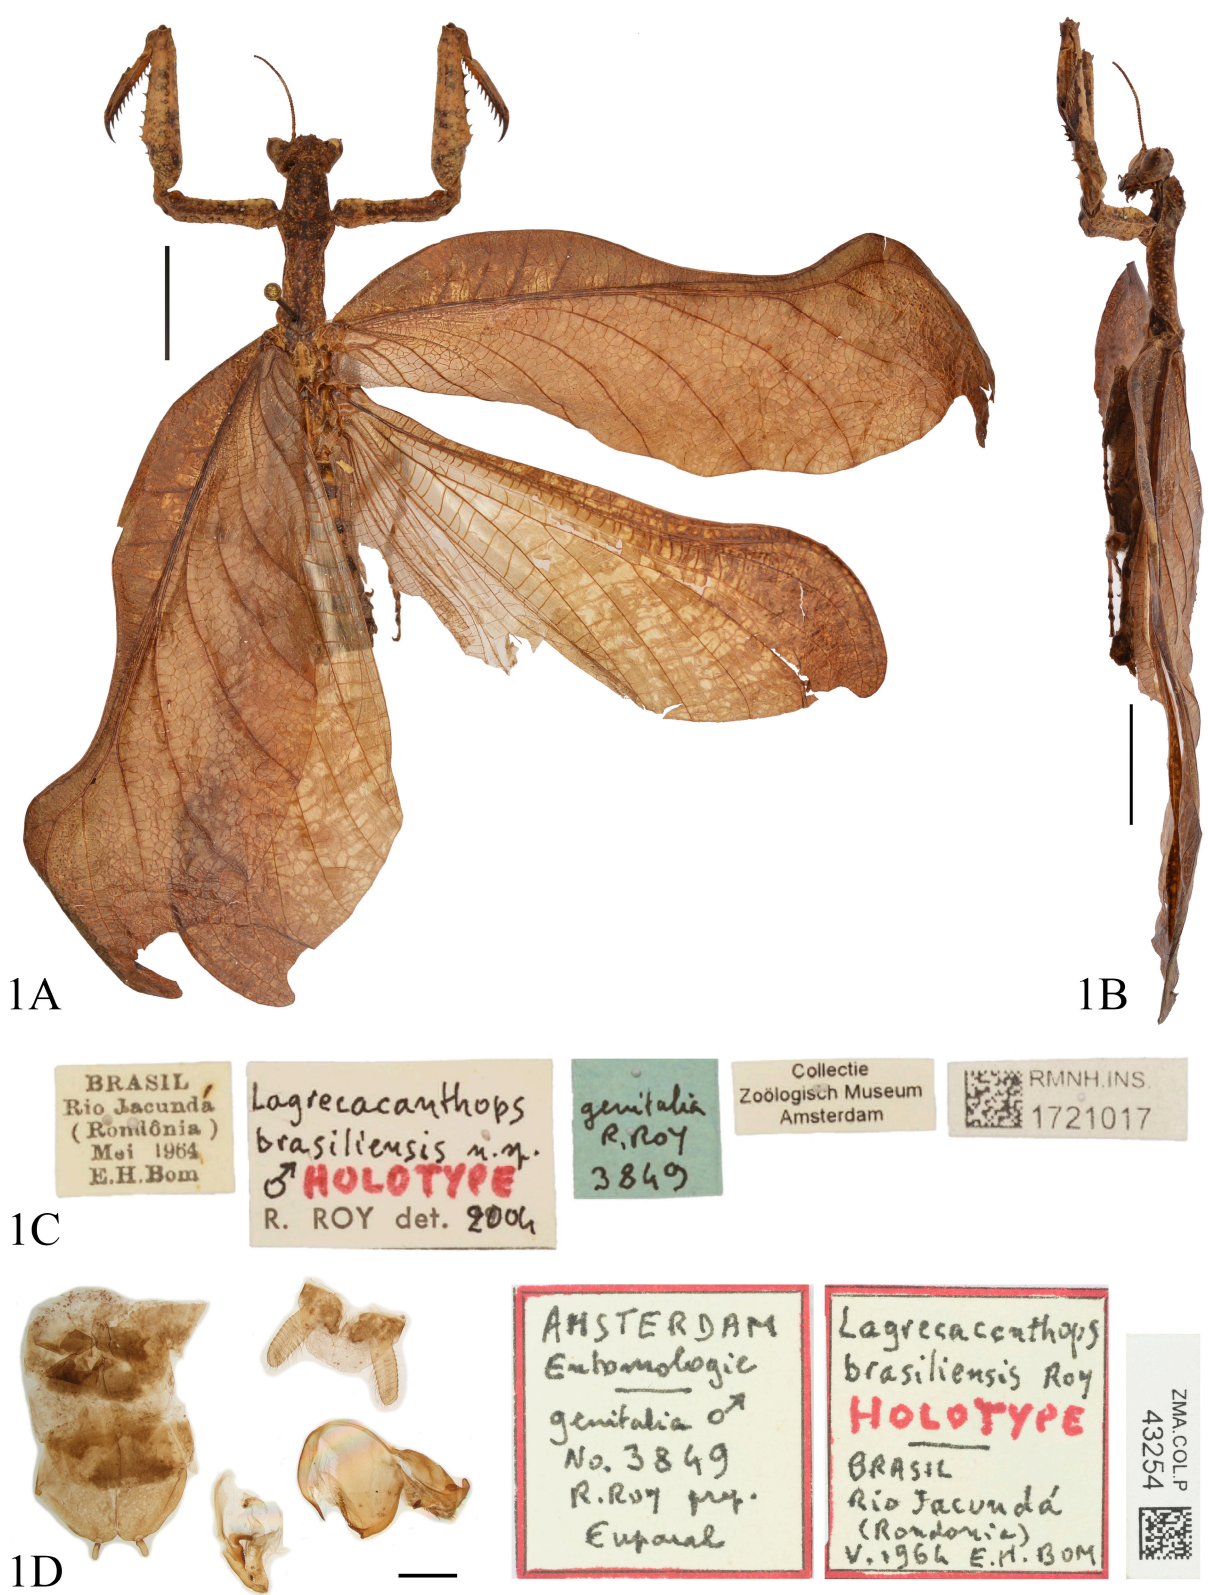 1A
1B
BRASIL
Rio Jacundá
(Rondônia)
Mei 1964
E.H.Bom
Lagrecacanthops
brasiliensis n.sp.
♂ HOLOTYPE
R. ROY det. 2004
genitalia
R. Roy
3849
Collectie
Zoölogisch Museum
Amsterdam
RMNH.INS.
1721017
1C
AMSTERDAM
Entomologie
genitalia ♂
No. 3849
R. Roy prep.
Euparal
Lagrecacanthops
brasiliensis Roy
HOLOTYPE
BRASIL
Rio Jacundá
(Rondonia)
V.1964 E.H. BOM
ZMA.COL.P
43254
1D